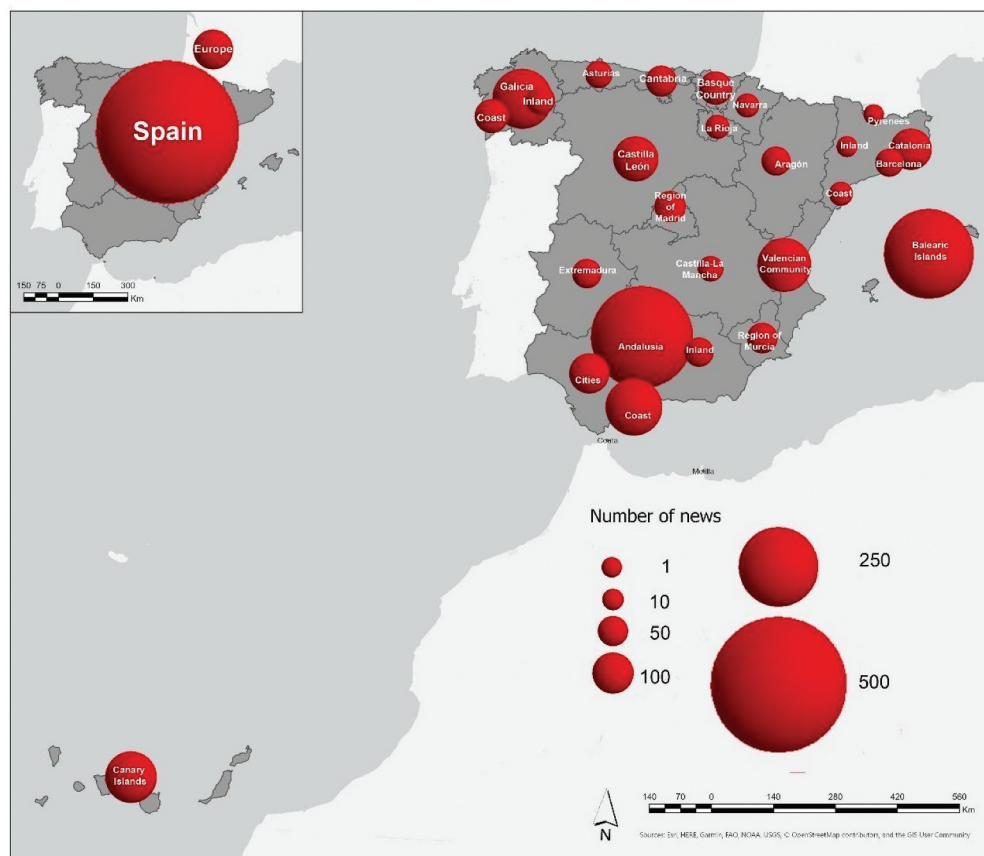 Europe
Spain
150 75 0 150 300
Km
Galicia
Inland
Coast
Asturias
Cantabria
Basque
Country
Navarra
La Rioja
Pyrenees
Inland
Catalonia
Barcelona
Coast
Castilla
León
Aragón
Region
of
Madrid
Balearic
Islands
Valencian
Community
Castilla-La
Mancha
Extremadura
Region of
Murcia
Andalusia
Inland
Cities
Coast
Ceuta
Melilla
Canary
Islands
Number of news
1
10
50
100
250
500
N
140 70 0 140 280 420 560
Km
Sources: Esri, HERE, Garmin, FAO, NOAA, USGS, © OpenStreetMap contributors, and the GIS User Community